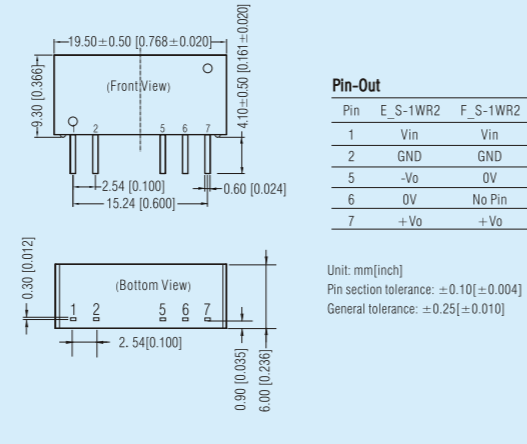 19.50±0.50 [0.768±0.020]
9.30 [0.366]
(Front View)
4.10±0.50 [0.161±0.020]
1 2 5 6 7
2.54 [0.100]
0.60 [0.024]
15.24 [0.600]
Pin-Out
Pin E_S-1WR2 F_S-1WR2
1 Vin Vin
2 GND GND
5 -Vo 0V
6 0V No Pin
7 +Vo +Vo
0.30 [0.012]
(Bottom View)
1 2 5 6 7
2.54[0.100]
0.90 [0.035]
6.00 [0.236]
Unit: mm[inch]
Pin section tolerance: ±0.10[±0.004]
General tolerance: ±0.25[±0.010]